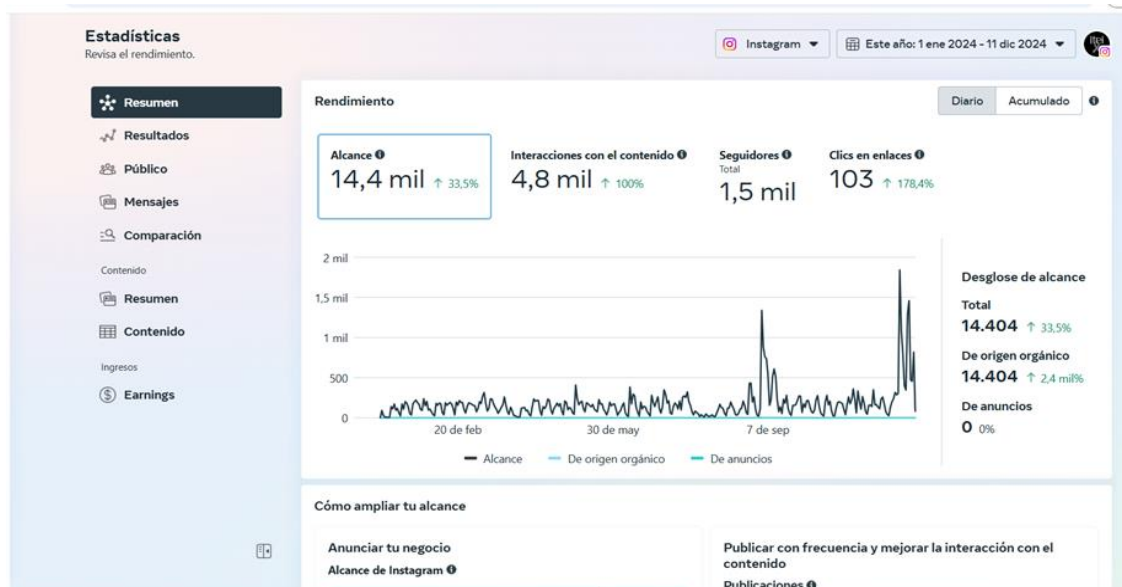 Estadísticas
Revisa el rendimiento.
Instagram
Este año: 1 ene 2024 - 11 dic 2024
Resumen
Resultados
Público
Mensajes
Comparación
Contenido
Resumen
Contenido
Ingresos
Earnings
Rendimiento
Diario
Acumulado
Alcance
14,4 mil ↑ 33,5%
Interacciones con el contenido
4,8 mil ↑ 100%
Seguidores
Total
1,5 mil
Clics en enlaces
103 ↑ 178,4%
2 mil
1,5 mil
1 mil
500
0
20 de feb
30 de may
7 de sep
Alcance
De origen orgánico
De anuncios
Desglose de alcance
Total
14.404 ↑ 33,5%
De origen orgánico
14.404 ↑ 2,4 mil%
De anuncios
0 0%
Cómo ampliar tu alcance
Anunciar tu negocio
Alcance de Instagram
Publicar con frecuencia y mejorar la interacción con el
contenido
Publicaciones